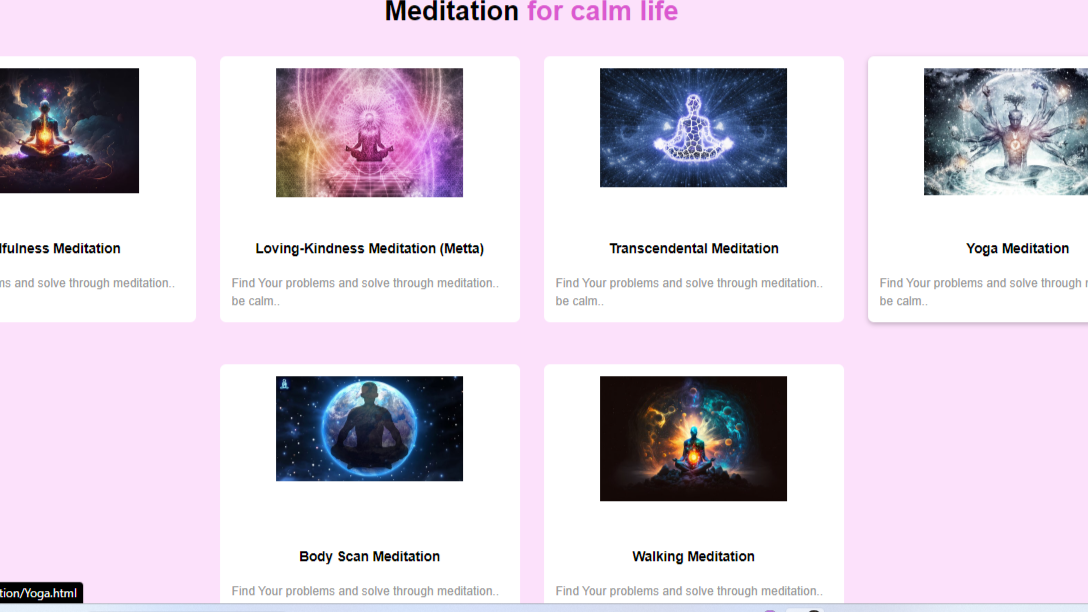 Meditation for calm life
lfulness Meditation
ms and solve through meditation..
Loving-Kindness Meditation (Metta)
Find Your problems and solve through meditation..
be calm..
Transcendental Meditation
Find Your problems and solve through meditation..
be calm..
Yoga Meditation
Find Your problems and solve through
be calm..
Body Scan Meditation
Find Your problems and solve through meditation..
Walking Meditation
Find Your problems and solve through meditation..
tion/Yoga.html